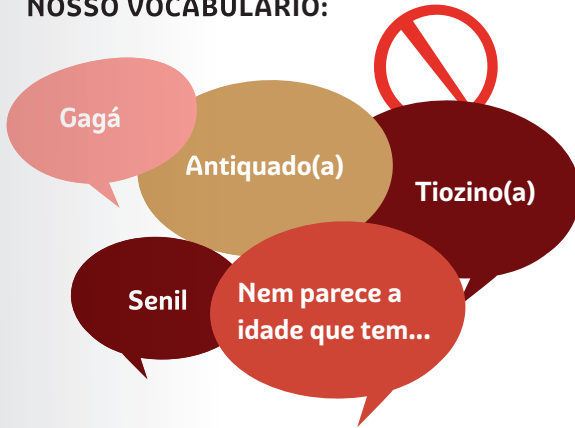 NOSSO VOCABULÁRIO:
Gagá
Antiquado(a)
Tiozino(a)
Senil
Nem parece a
idade que tem...